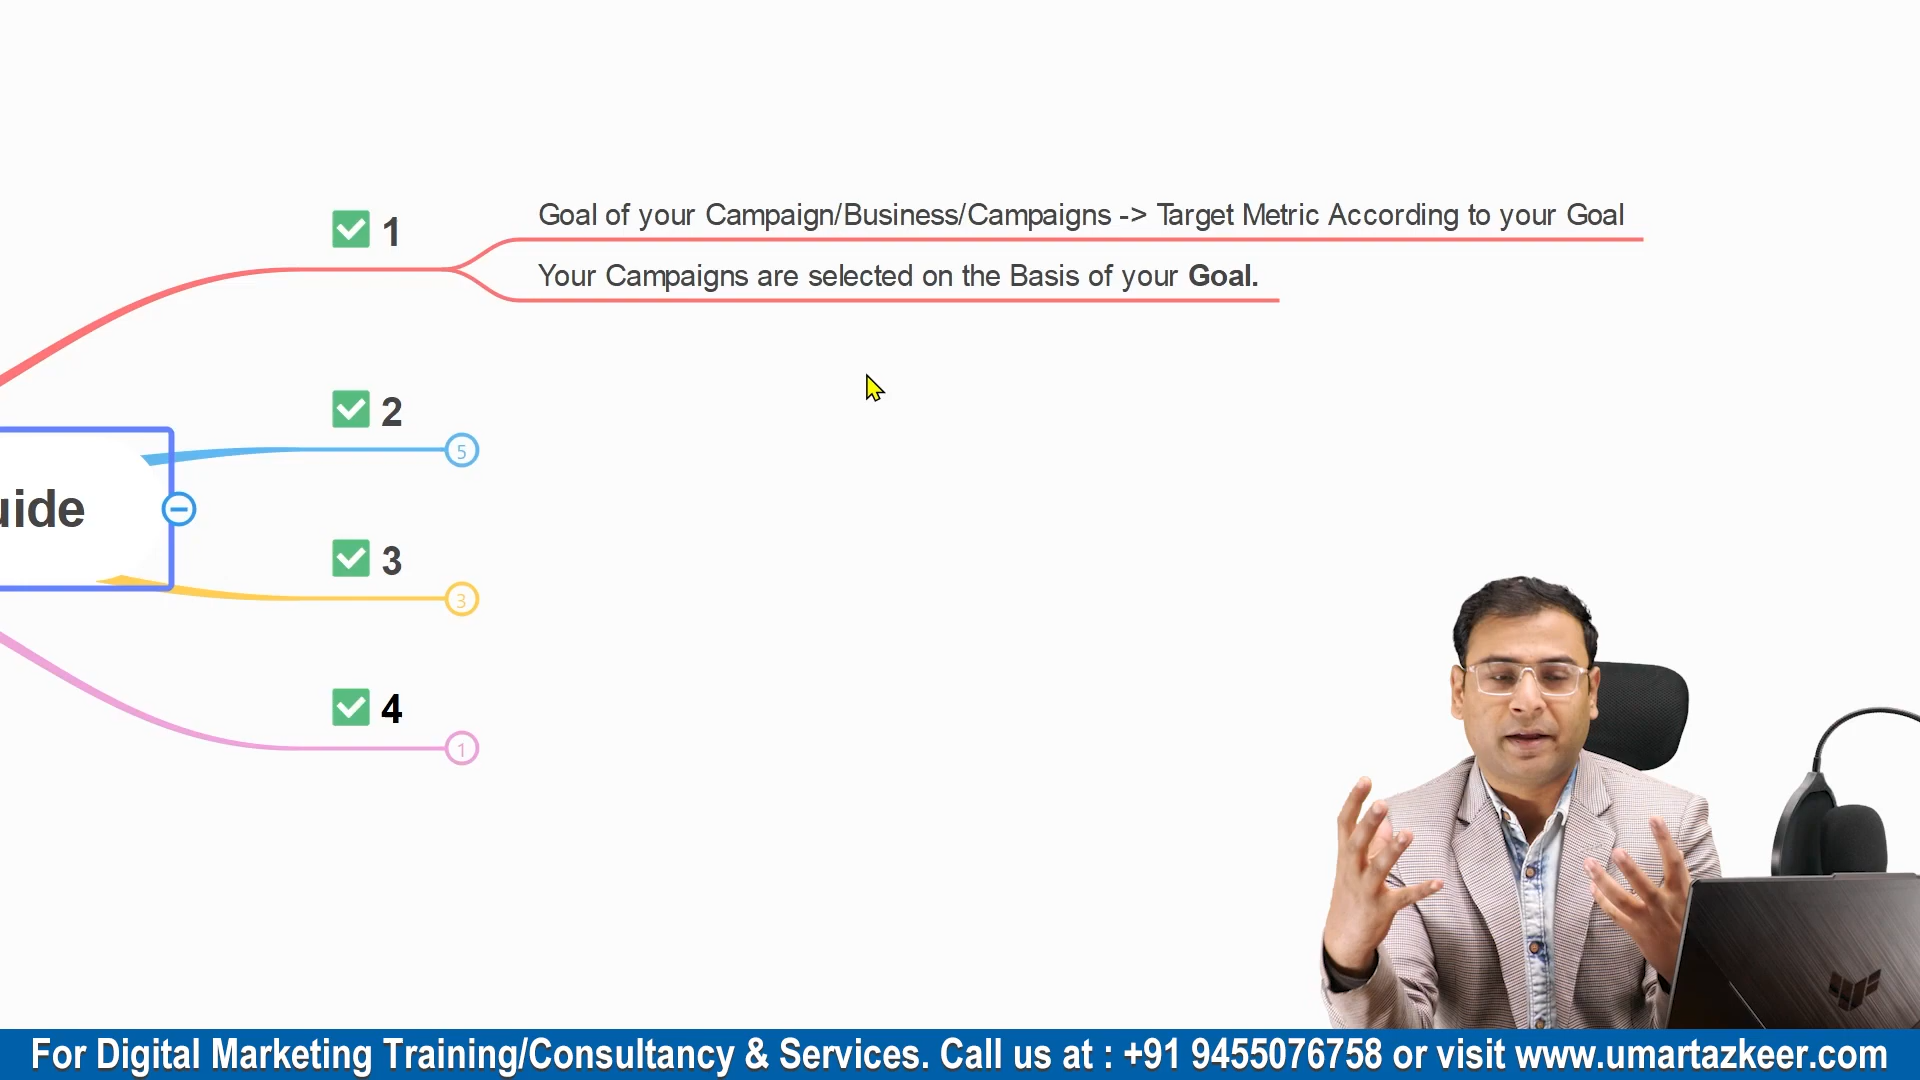 ✅ 1
Goal of your Campaign/Business/Campaigns -> Target Metric According to your Goal
Your Campaigns are selected on the Basis of your Goal.
✅ 2
5
uide
✅ 3
3
✅ 4
1
For Digital Marketing Training/Consultancy & Services. Call us at : +91 9455076758 or visit www.umartazkeer.com